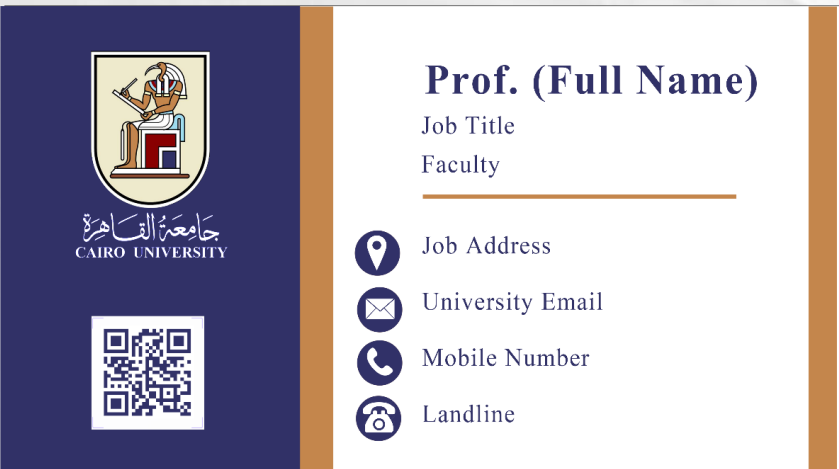 جامعة القاهرة
CAIRO UNIVERSITY
Prof. (Full Name)
Job Title
Faculty
Job Address
University Email
Mobile Number
Landline